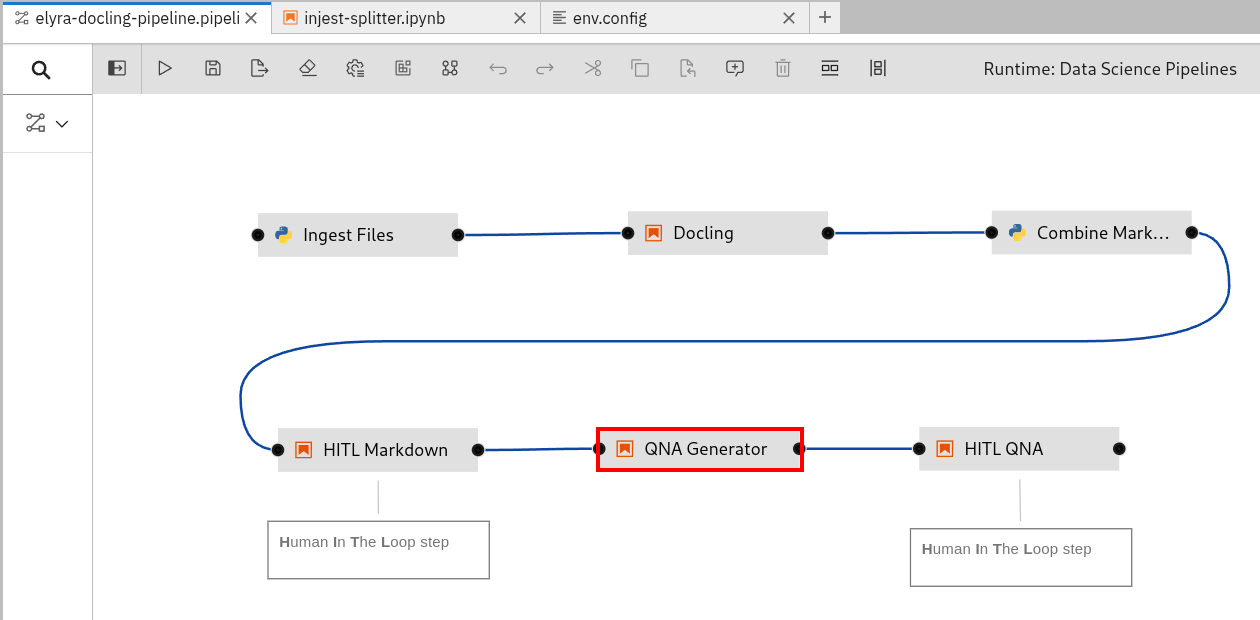 elyra-docling-pipeline.pipeli
injest-splitter.ipynb
env.config
Runtime: Data Science Pipelines
Ingest Files
Docling
Combine Mark...
HITL Markdown
QNA Generator
HITL QNA
Human In The Loop step
Human In The Loop step